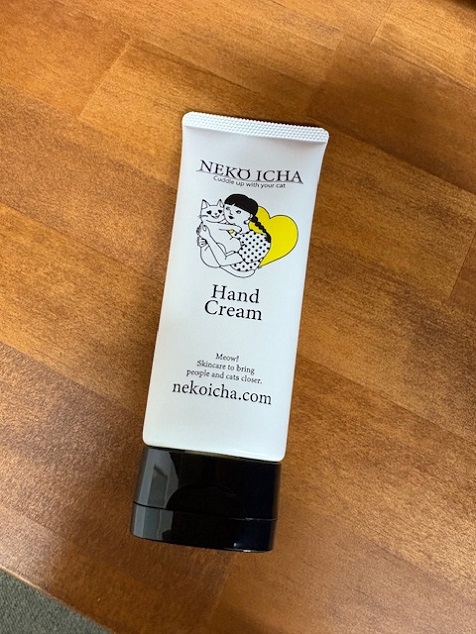 NEKO ICHA
Cuddle up with your cat
Hand
Cream
Meow!
Skincare to bring
people and cats closer.
nekoicha.com